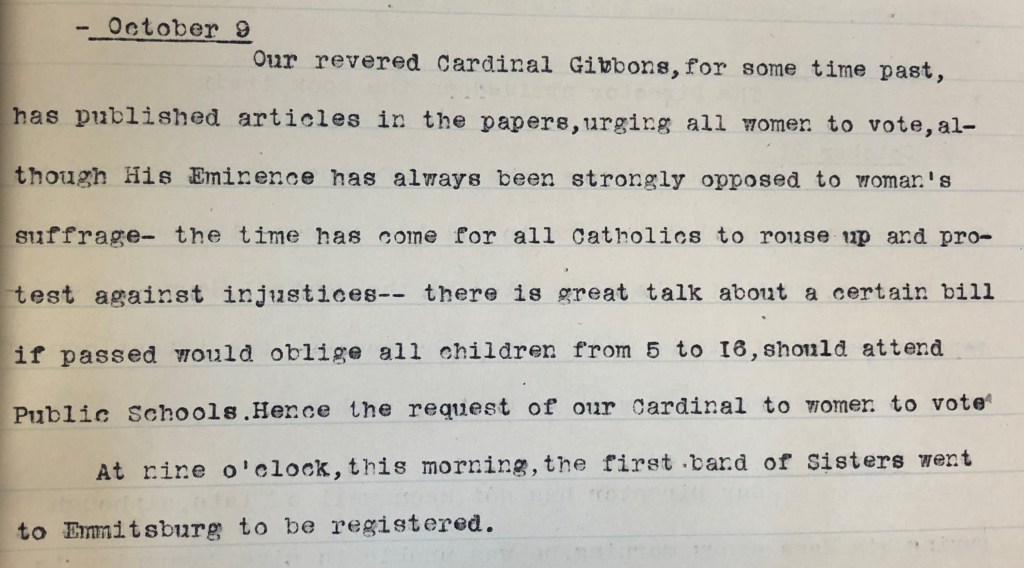 - October 9
Our revered Cardinal Gibbons,for some time past,
has published articles in the papers,urging all women to vote,al-
though His Eminence has always been strongly opposed to woman's
suffrage- the time has come for all Catholics to rouse up and pro-
test against injustices-- there is great talk about a certain bill
if passed would oblige all children from 5 to I6,should attend
Public Schools.Hence the request of our Cardinal to women to vote
At nine o'clock,this morning,the first band of Sisters went
to Emmitsburg to be registered.